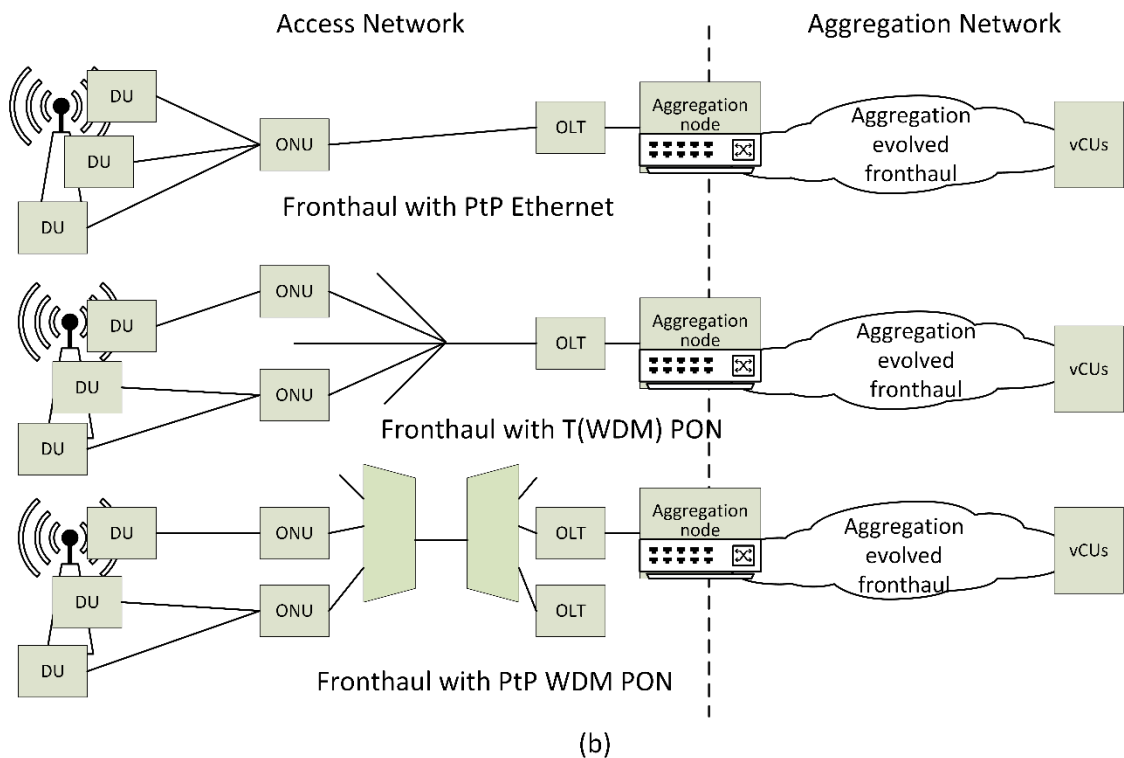 Access Network
Aggregation Network
DU
DU
DU
ONU
OLT
Aggregation
node
Aggregation
evolved
fronthaul
vCUs
Fronthaul with PtP Ethernet
DU
DU
DU
ONU
ONU
OLT
Aggregation
node
Aggregation
evolved
fronthaul
vCUs
Fronthaul with T(WDM) PON
DU
DU
DU
ONU
ONU
OLT
OLT
Aggregation
node
Aggregation
evolved
fronthaul
vCUs
Fronthaul with PtP WDM PON
(b)